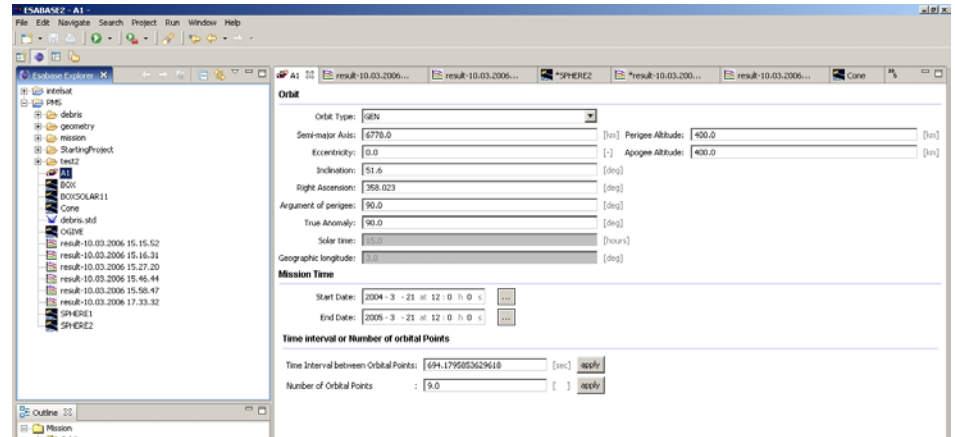 ESABASE2 - A1 -
File Edit Navigate Search Project Run Window Help
Esabase Explorer
A1
result-10.03.2006...
result-10.03.2006...
*SPHERE2
*result-10.03.200...
result-10.03.2006...
Cone
intelsat
PMS
debris
geometry
mission
StartingProject
test2
A1
BOX
BOXSOLAR11
Cone
debris.std
OGIVE
result-10.03.2006 15.15.52
result-10.03.2006 15.16.31
result-10.03.2006 15.27.20
result-10.03.2006 15.46.44
result-10.03.2006 15.58.47
result-10.03.2006 17.33.32
SPHERE1
SPHERE2
Outline
Mission
Orbit
Orbit Type: GEN
Semi-major Axis: 6778.0 [km] Perigee Altitude: 400.0 [km]
Eccentricity: 0.0 [-] Apogee Altitude: 400.0 [km]
Inclination: 51.6 [deg]
Right Ascension: 358.023 [deg]
Argument of perigee: 90.0 [deg]
True Anomaly: 90.0 [deg]
Solar time: 15.0 [hours]
Geographic longitude: 3.0 [deg]
Mission Time
Start Date: 2004 - 3 - 21 at 12 : 0 h 0 s ...
End Date: 2005 - 3 - 21 at 12 : 0 h 0 s ...
Time interval or Number of orbital Points
Time Interval between Orbital Points: 694.1795053629610 [sec] apply
Number of Orbital Points : 9.0 [ ] apply